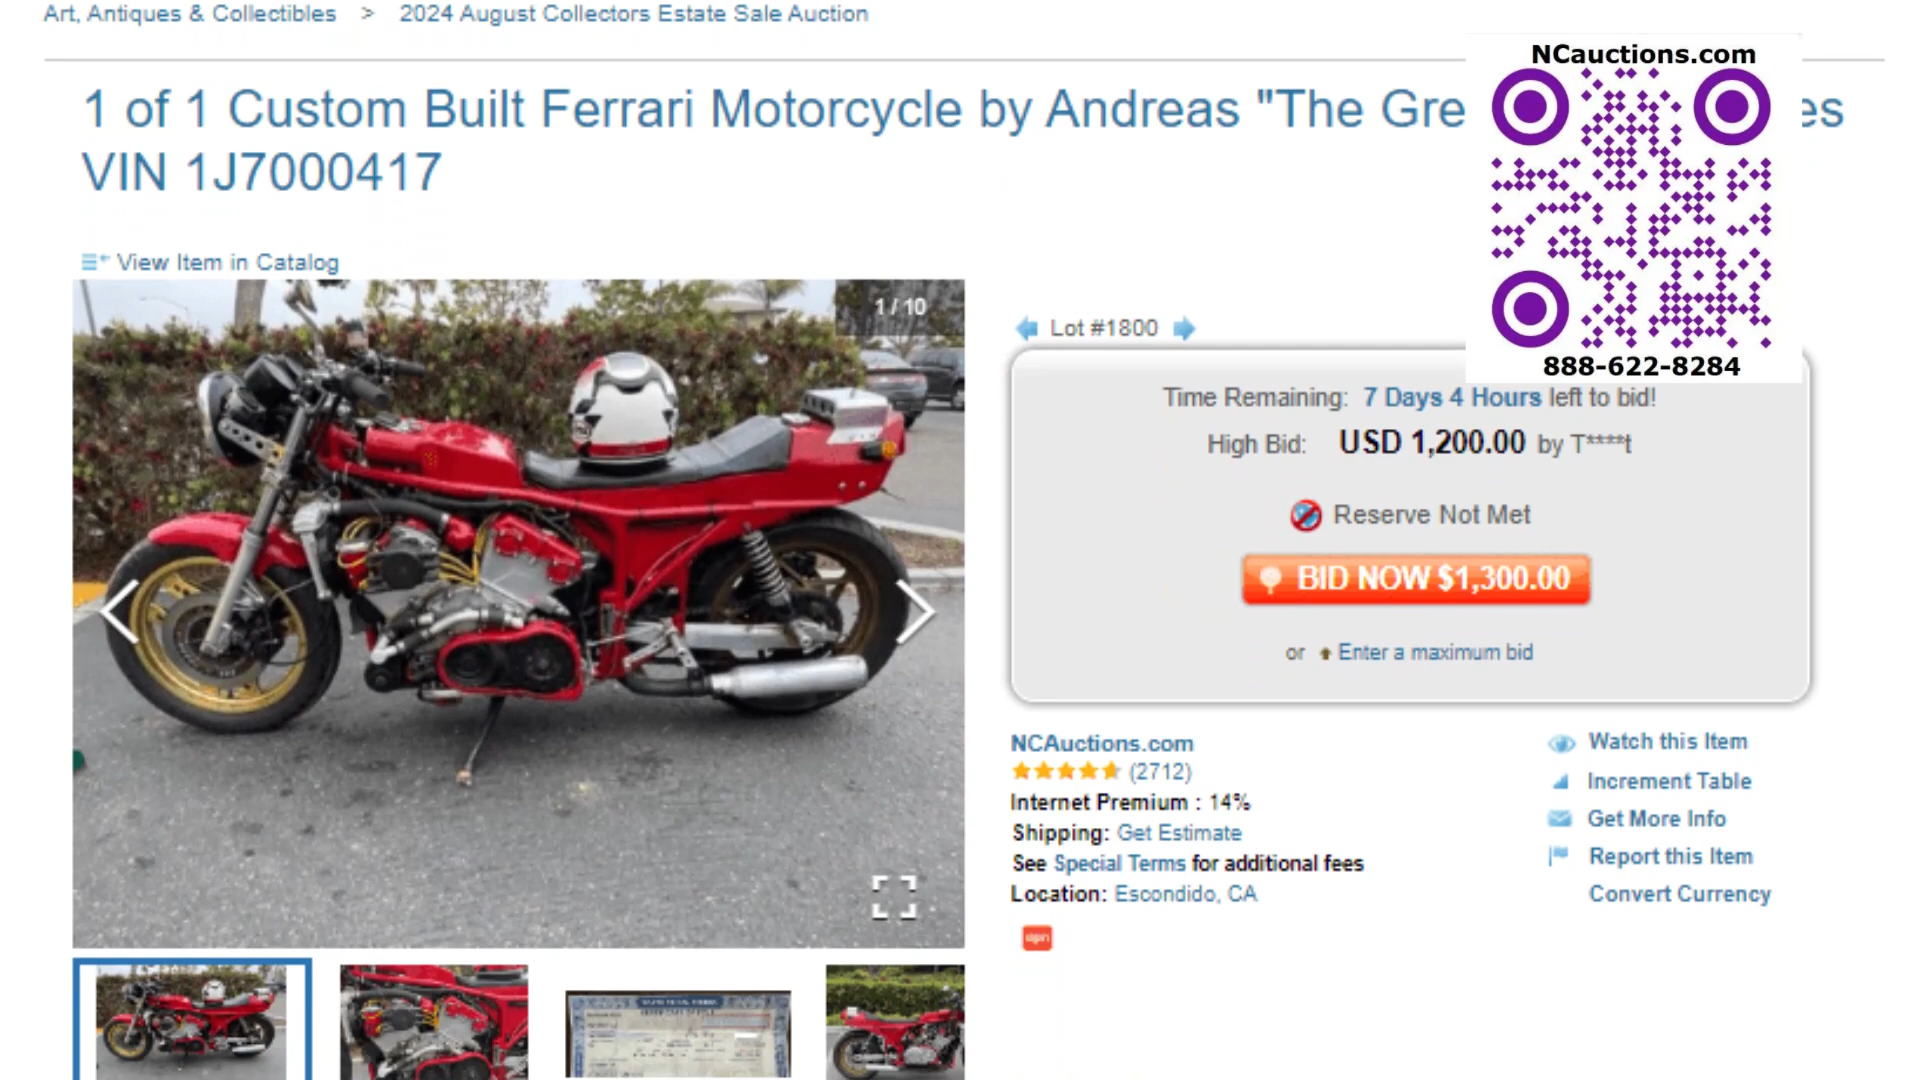 Art, Antiques & Collectibles > 2024 August Collectors Estate Sale Auction
NCauctions.com
1 of 1 Custom Built Ferrari Motorcycle by Andreas "The Gre es
VIN 1J7000417
View Item in Catalog
1 / 10
Lot #1800
888-622-8284
Time Remaining: 7 Days 4 Hours left to bid!
High Bid: USD 1,200.00 by T****t
Reserve Not Met
BID NOW $1,300.00
or Enter a maximum bid
NCAuctions.com
(2712)
Internet Premium : 14%
Shipping: Get Estimate
See Special Terms for additional fees
Location: Escondido, CA
Watch this Item
Increment Table
Get More Info
Report this Item
Convert Currency